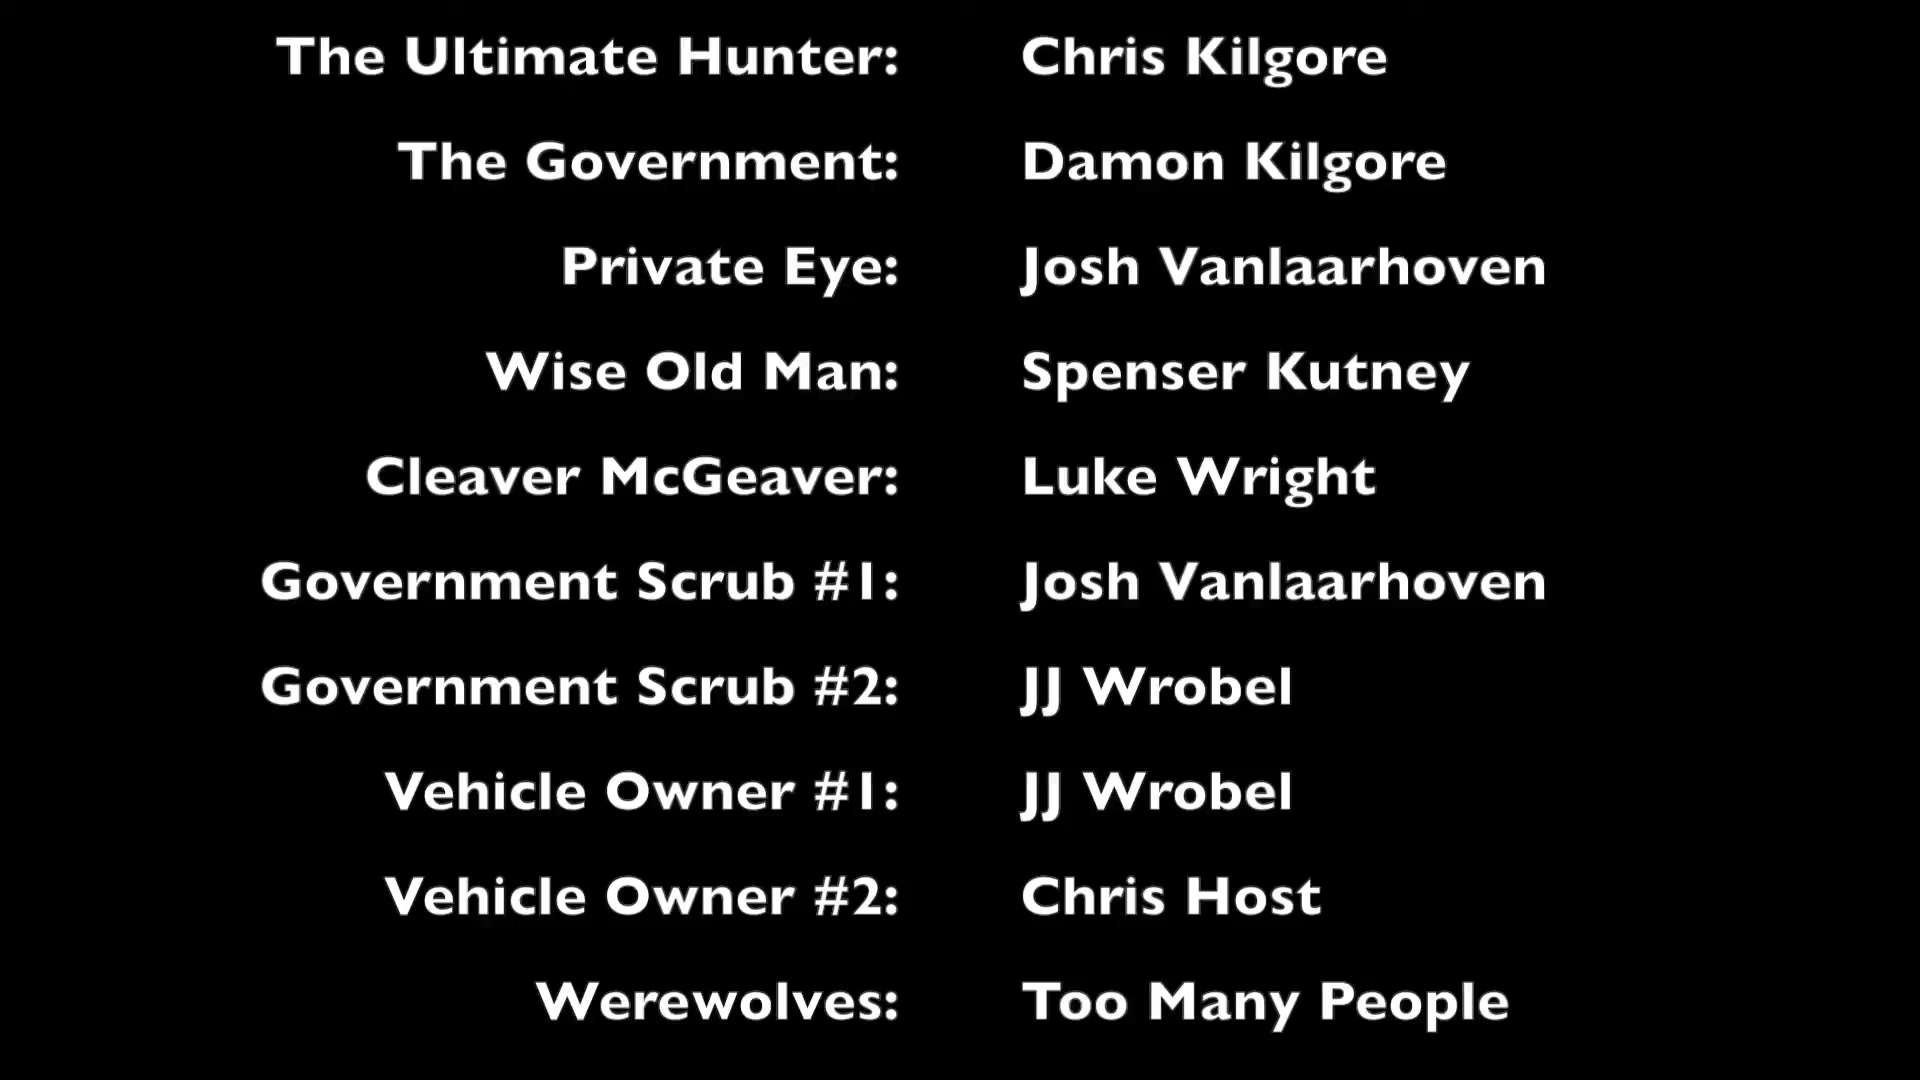 The Ultimate Hunter: Chris Kilgore
The Government: Damon Kilgore
Private Eye: Josh Vanlaarhoven
Wise Old Man: Spenser Kutney
Cleaver McGeaver: Luke Wright
Government Scrub #1: Josh Vanlaarhoven
Government Scrub #2: JJ Wrobel
Vehicle Owner #1: JJ Wrobel
Vehicle Owner #2: Chris Host
Werewolves: Too Many People